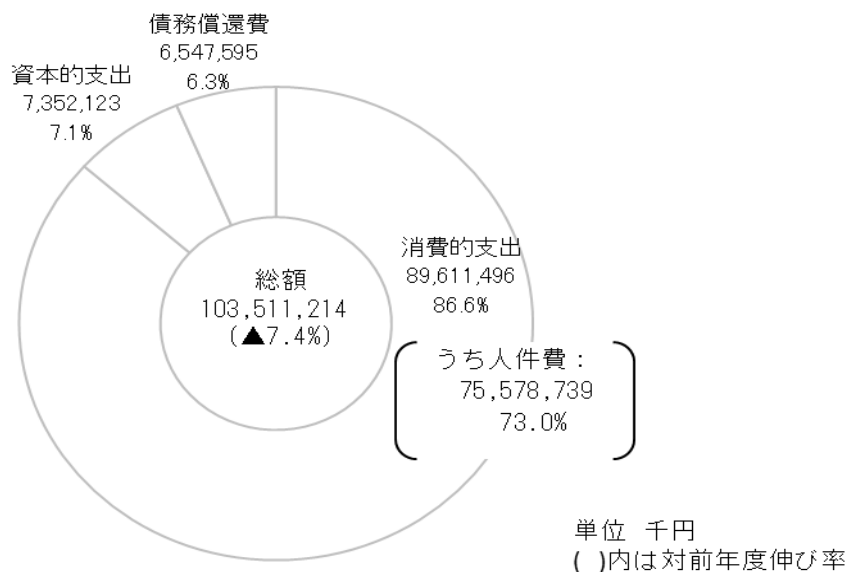 債務償還費
6,547,595
6.3%
資本的支出
7,352,123
7.1%
消費的支出
89,611,496
86.6%
総額
103,511,214
(▲7.4%)
うち人件費：
75,578,739
73.0%
単位 千円
( )内は対前年度伸び率